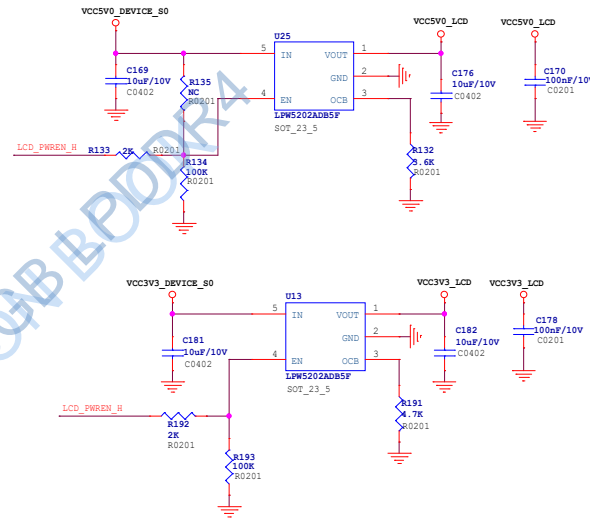 VCC5V0_DEVICE_S0
VCC5V0_LCD
VCC5V0_LCD
U25
5 IN VOUT 1
GND 2
4 EN OCB 3
LPW5202ADB5F
SOT_23_5
C169
10uF/10V
C0402
R135
NC
R0201
C176
10uF/10V
C0402
C170
100nF/10V
C0201
LCD_PWREN_H
R133 2K R0201
R134
100K
R0201
R132
3.6K
R0201
VCC3V3_DEVICE_S0
VCC3V3_LCD
VCC3V3_LCD
U13
5 IN VOUT 1
GND 2
4 EN OCB 3
LPW5202ADB5F
SOT_23_5
C181
10uF/10V
C0402
C182
10uF/10V
C0402
C178
100nF/10V
C0201
LCD_PWREN_H
R192
2K
R0201
R193
100K
R0201
R191
4.7K
R0201